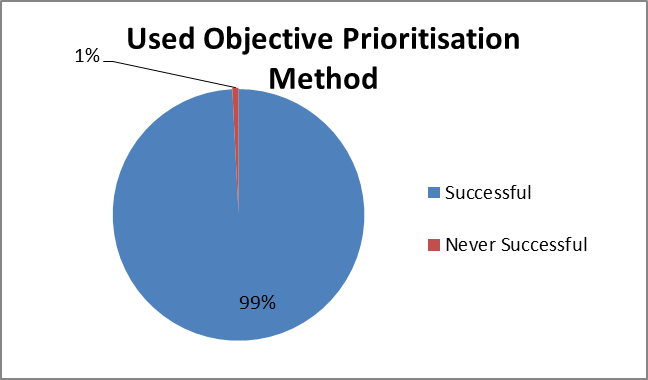 Used Objective Prioritisation
Method
1%
Successful
Never Successful
99%